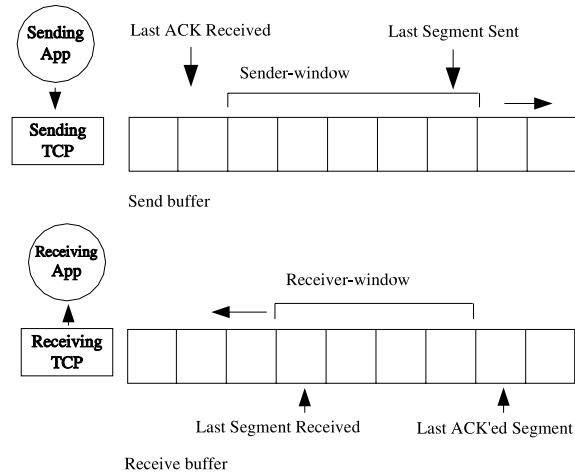 Sending
App
Last ACK Received
Last Segment Sent
Sender-window
Sending
TCP
Send buffer
Receiving
App
Receiver-window
Receiving
TCP
Last Segment Received
Last ACK'ed Segment
Receive buffer